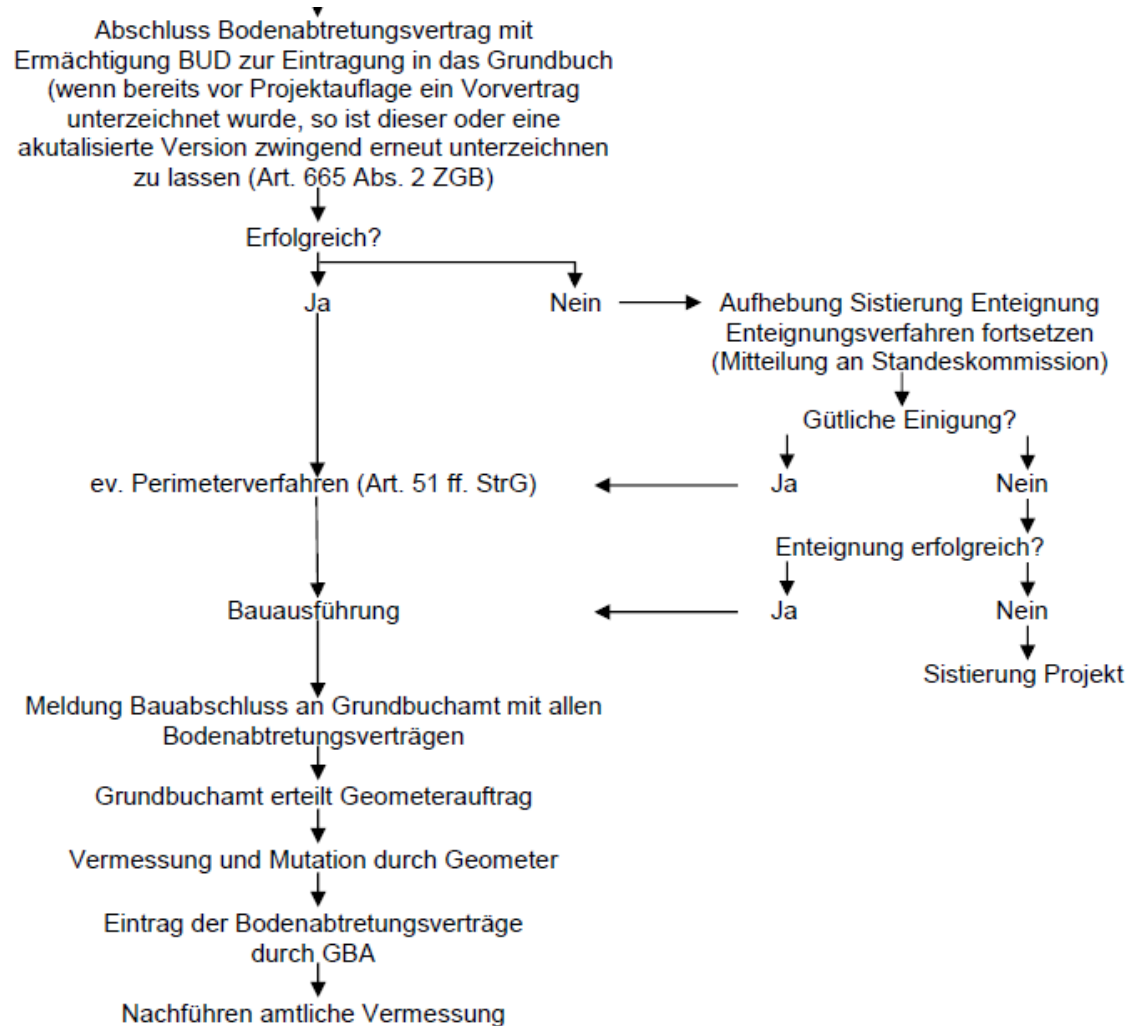 Abschluss Bodenabtretungsvertrag mit
Ermächtigung BUD zur Eintragung in das Grundbuch
(wenn bereits vor Projektauflage ein Vorvertrag
unterzeichnet wurde, so ist dieser oder eine
akutalisierte Version zwingend erneut unterzeichnen
zu lassen (Art. 665 Abs. 2 ZGB)
Erfolgreich?
Ja
Nein
Aufhebung Sistierung Enteignung
Enteignungsverfahren fortsetzen
(Mitteilung an Standeskommission)
Gütliche Einigung?
ev. Perimeterverfahren (Art. 51 ff. StrG)
Ja
Nein
Enteignung erfolgreich?
Bauausführung
Ja
Nein
Sistierung Projekt
Meldung Bauabschluss an Grundbuchamt mit allen
Bodenabtretungsverträgen
Grundbuchamt erteilt Geometerauftrag
Vermessung und Mutation durch Geometer
Eintrag der Bodenabtretungsverträge
durch GBA
Nachführen amtliche Vermessung